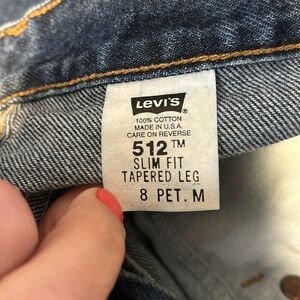 LEVI'S®
100% COTTON
MADE IN U.S.A.
CARE ON REVERSE
512™
SLIM FIT
TAPERED LEG
8 PET. M